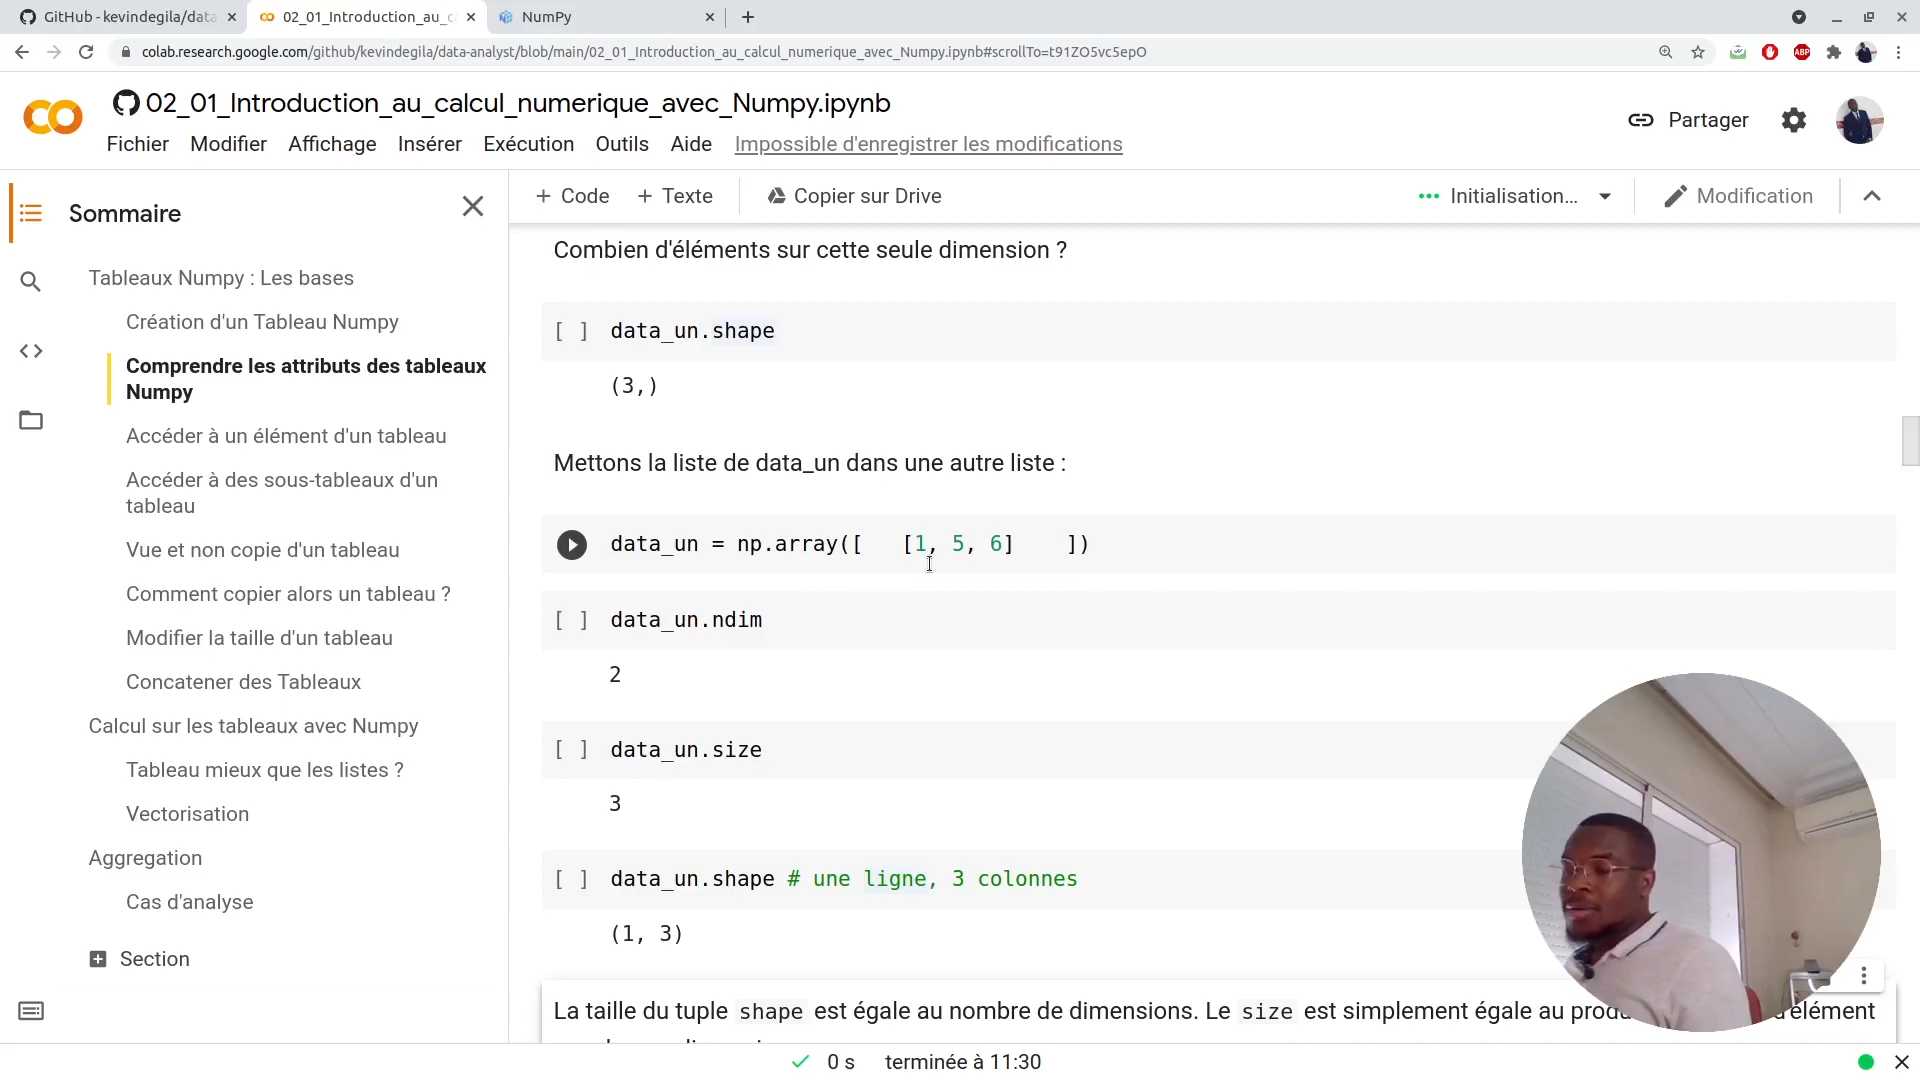 GitHub - kevindegila/data
02_01_Introduction_au_c
NumPy
colab.research.google.com/github/kevindegila/data-analyst/blob/main/02_01_Introduction_au_calcul_numerique_avec_Numpy.ipynb#scrollTo=t91ZO5vc5epO
ABP
02_01_Introduction_au_calcul_numerique_avec_Numpy.ipynb
Partager
Fichier Modifier Affichage Insérer Exécution Outils Aide Impossible d'enregistrer les modifications
+ Code + Texte Copier sur Drive Initialisation... Modification
Sommaire
Tableaux Numpy : Les bases
Création d'un Tableau Numpy
Comprendre les attributs des tableaux
Numpy
Accéder à un élément d'un tableau
Accéder à des sous-tableaux d'un
tableau
Vue et non copie d'un tableau
Comment copier alors un tableau ?
Modifier la taille d'un tableau
Concatener des Tableaux
Calcul sur les tableaux avec Numpy
Tableau mieux que les listes ?
Vectorisation
Aggregation
Cas d'analyse
Section
Combien d'éléments sur cette seule dimension ?
[ ] data_un.shape
(3,)
Mettons la liste de data_un dans une autre liste :
data_un = np.array([   [1, 5, 6]    ])
[ ] data_un.ndim
2
[ ] data_un.size
3
[ ] data_un.shape # une ligne, 3 colonnes
(1, 3)
La taille du tuple shape est égale au nombre de dimensions. Le size est simplement égale au d'élément
0 s terminée à 11:30